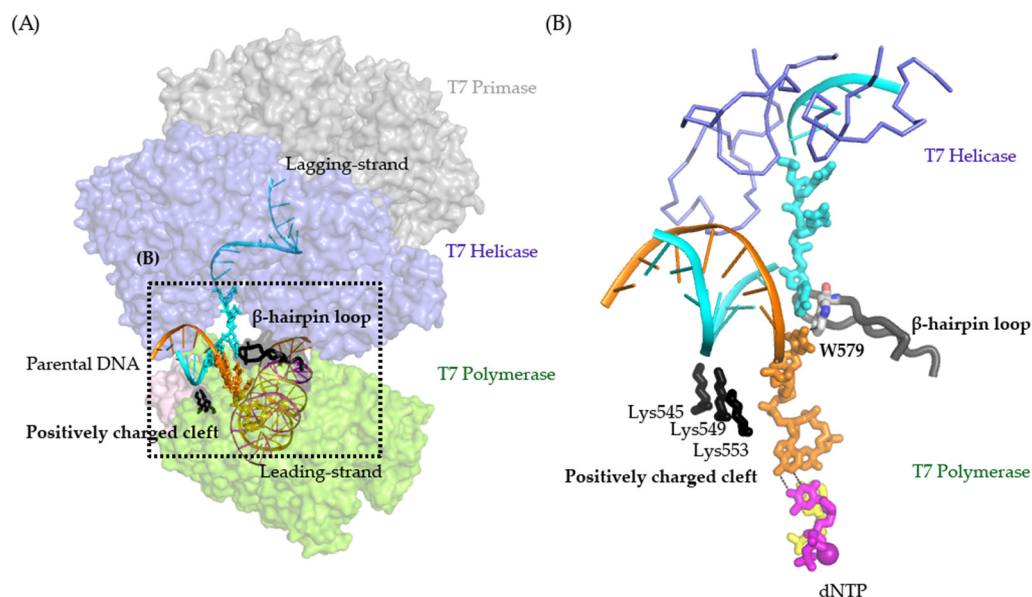 (A)
T7 Primase
Lagging-strand
T7 Helicase
(B)
β-hairpin loop
Parental DNA
T7 Polymerase
Positively charged cleft
Leading-strand
(B)
T7 Helicase
β-hairpin loop
W579
Lys545
Lys549
Lys553
Positively charged cleft
T7 Polymerase
dNTP